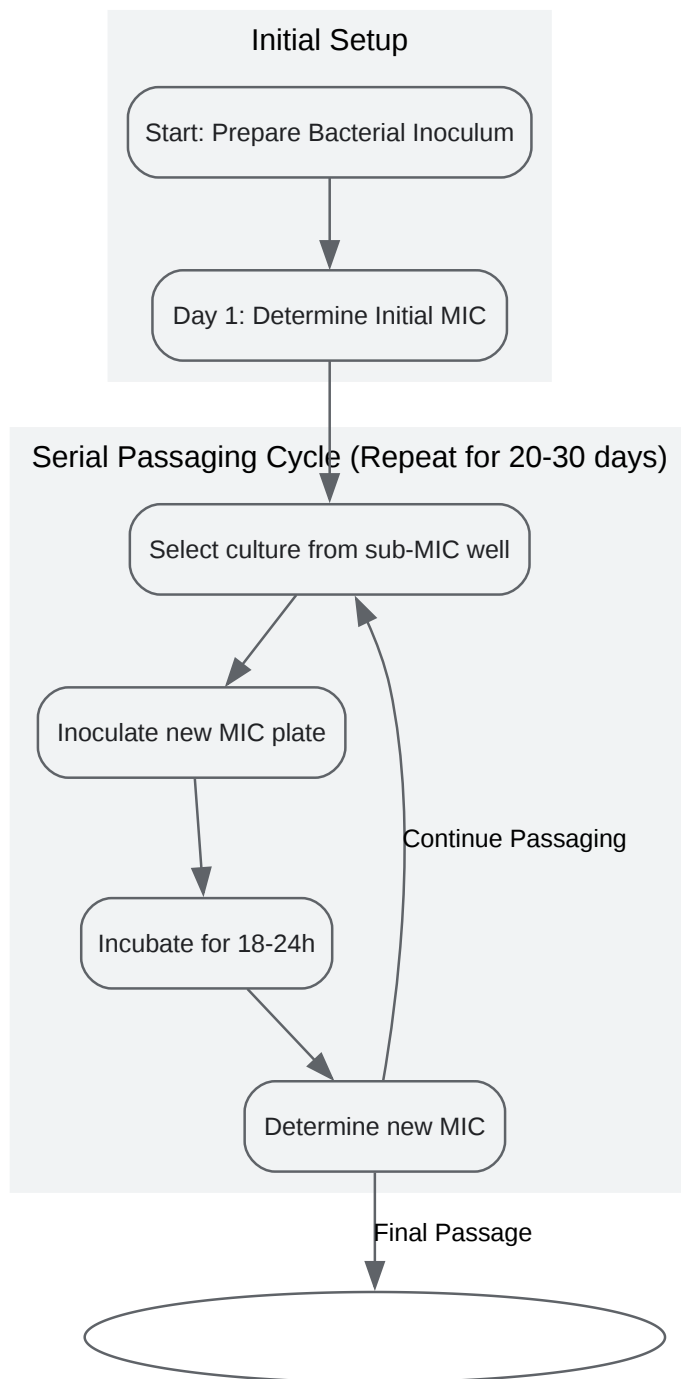 Initial Setup
Start: Prepare Bacterial Inoculum
Day 1: Determine Initial MIC
Serial Passaging Cycle (Repeat for 20-30 days)
Select culture from sub-MIC well
Inoculate new MIC plate
Continue Passaging
Incubate for 18-24h
Determine new MIC
Final Passage